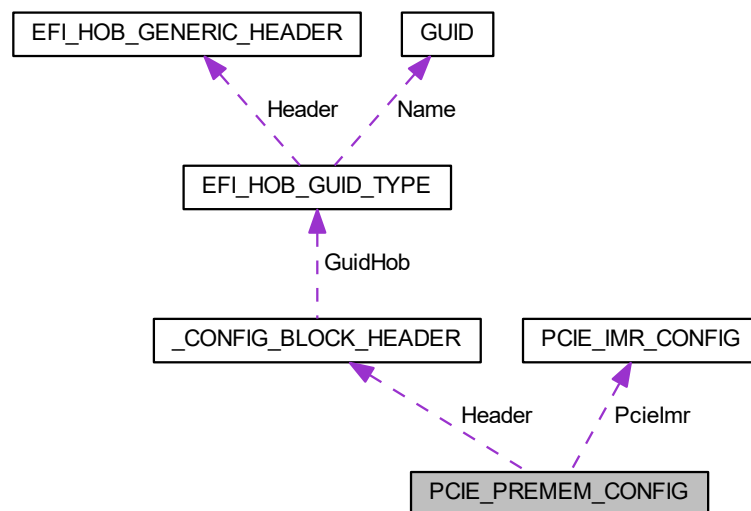 EFI_HOB_GENERIC_HEADER
GUID
Header
Name
EFI_HOB_GUID_TYPE
GuidHob
_CONFIG_BLOCK_HEADER
PCIE_IMR_CONFIG
Header
PcieImr
PCIE_PREMEM_CONFIG